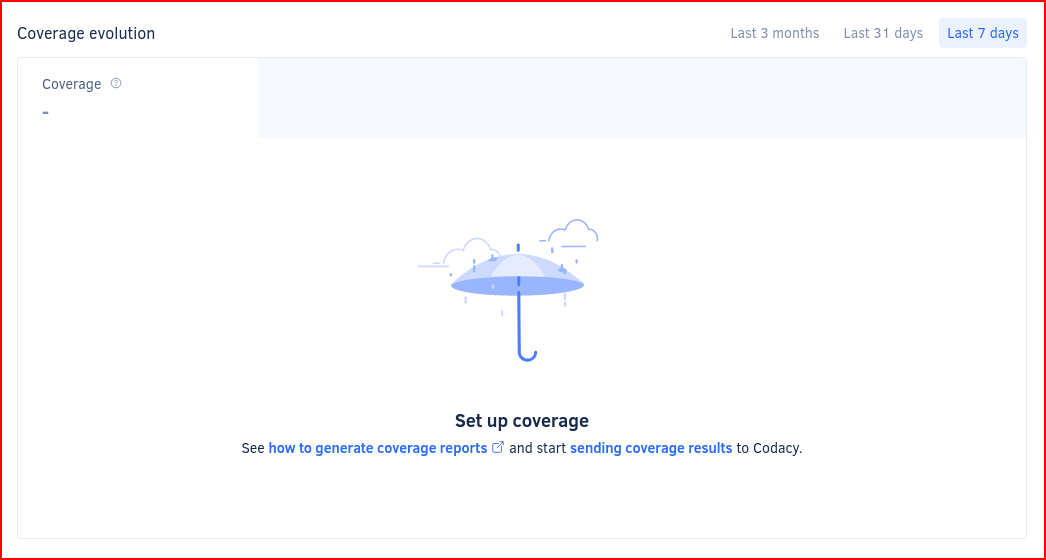 Coverage evolution
Last 3 months Last 31 days Last 7 days
Coverage
-
Set up coverage
See how to generate coverage reports and start sending coverage results to Codacy.